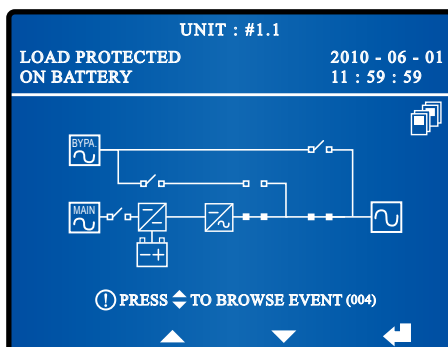 UNIT : #1.1
LOAD PROTECTED
2010 - 06 - 01
ON BATTERY
11 : 59 : 59
BYPA.
MAIN
PRESS TO BROWSE EVENT (004)